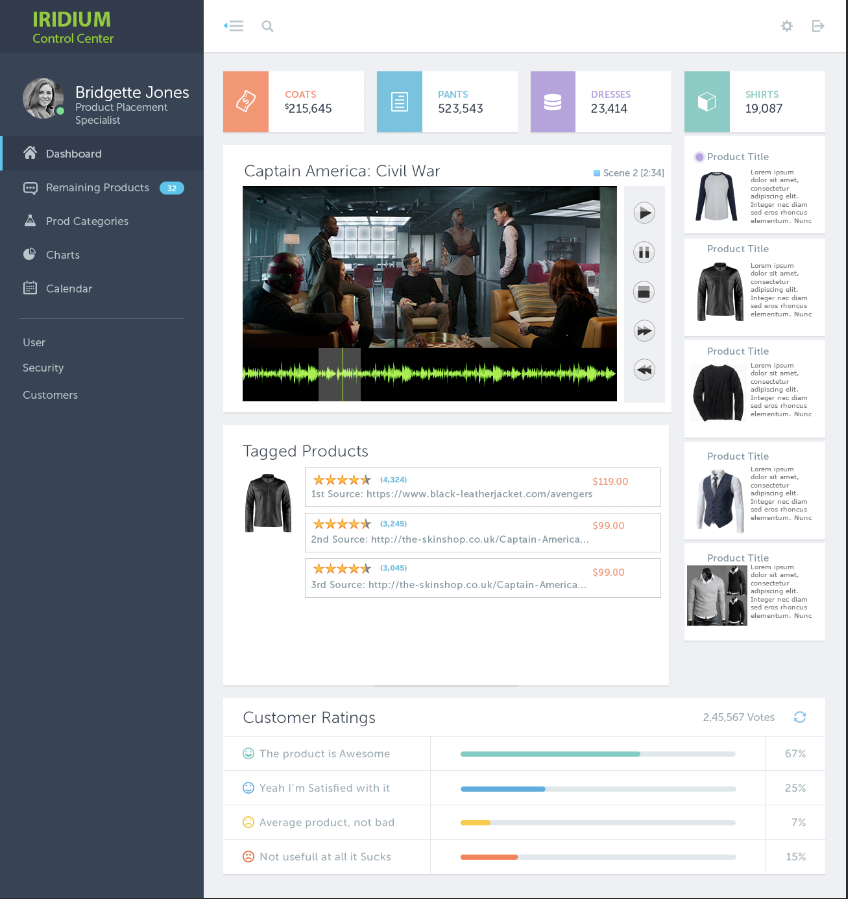 IRIDIUM
Control Center
Bridgette Jones
Product Placement
Specialist
Dashboard
Remaining Products 32
Prod Categories
Charts
Calendar
User
Security
Customers
COATS
$215,645
PANTS
523,543
DRESSES
23,414
SHIRTS
19,087
Captain America: Civil War
Scene 2 [2:34]
Product Title
Lorem ipsum
dolor sit amet,
consectetur
adipiscing elit.
Integer nec diam
sed eros rhoncus
elementum. Nunc
Product Title
Lorem ipsum
dolor sit amet,
consectetur
adipiscing elit.
Integer nec diam
sed eros rhoncus
elementum. Nunc
Product Title
Lorem ipsum
dolor sit amet,
consectetur
adipiscing elit.
Integer nec diam
sed eros rhoncus
elementum. Nunc
Product Title
Lorem ipsum
dolor sit amet,
consectetur
adipiscing elit.
Integer nec diam
sed eros rhoncus
elementum. Nunc
Product Title
Lorem ipsum
dolor sit amet,
consectetur
adipiscing elit.
Integer nec diam
sed eros rhoncus
elementum. Nunc
Tagged Products
(4,324) $119.00
1st Source: https://www.black-leatherjacket.com/avengers
(3,245) $99.00
2nd Source: http://the-skinshop.co.uk/Captain-America...
(3,045) $99.00
3rd Source: http://the-skinshop.co.uk/Captain-America...
Customer Ratings
2,45,567 Votes
The product is Awesome 67%
Yeah I'm Satisfied with it 25%
Average product, not bad 7%
Not usefull at all it Sucks 15%